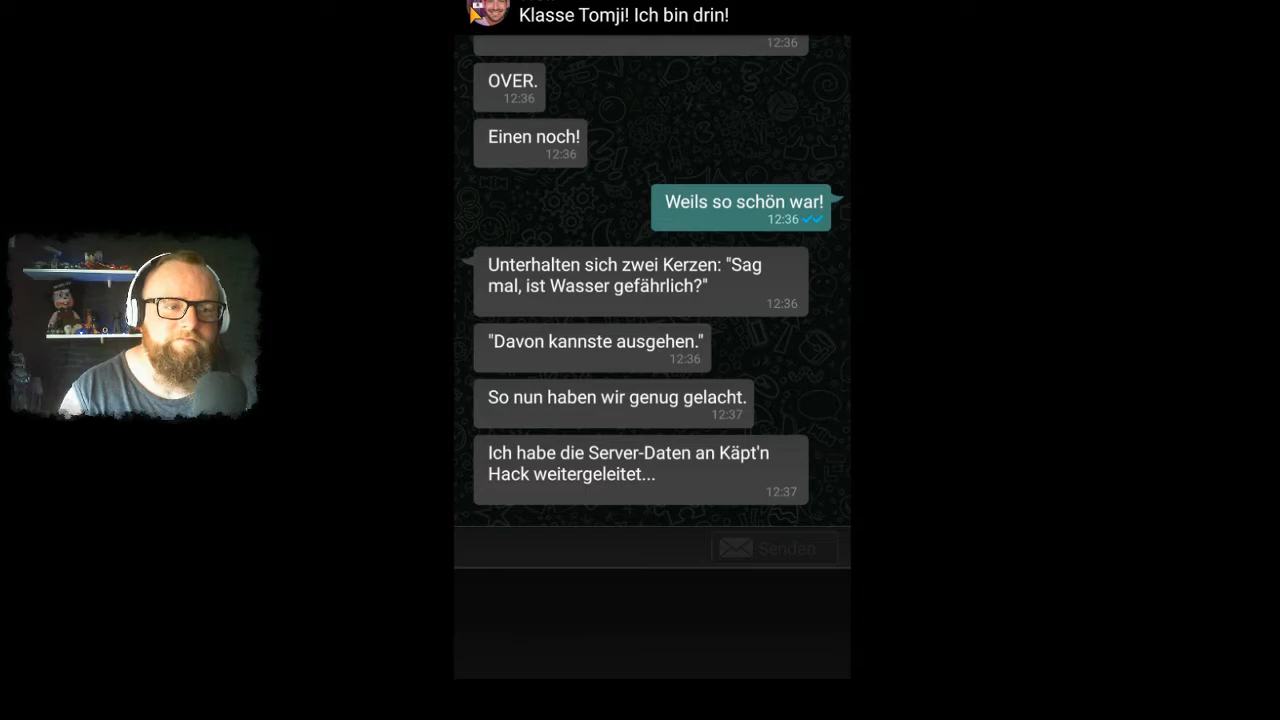 Klasse Tomji! Ich bin drin!
12:36
OVER.
12:36
Einen noch!
12:36
Weils so schön war!
12:36
Unterhalten sich zwei Kerzen: "Sag
mal, ist Wasser gefährlich?"
12:36
"Davon kannste ausgehen."
12:36
So nun haben wir genug gelacht.
12:37
Ich habe die Server-Daten an Käpt'n
Hack weitergeleitet...
12:37
Senden